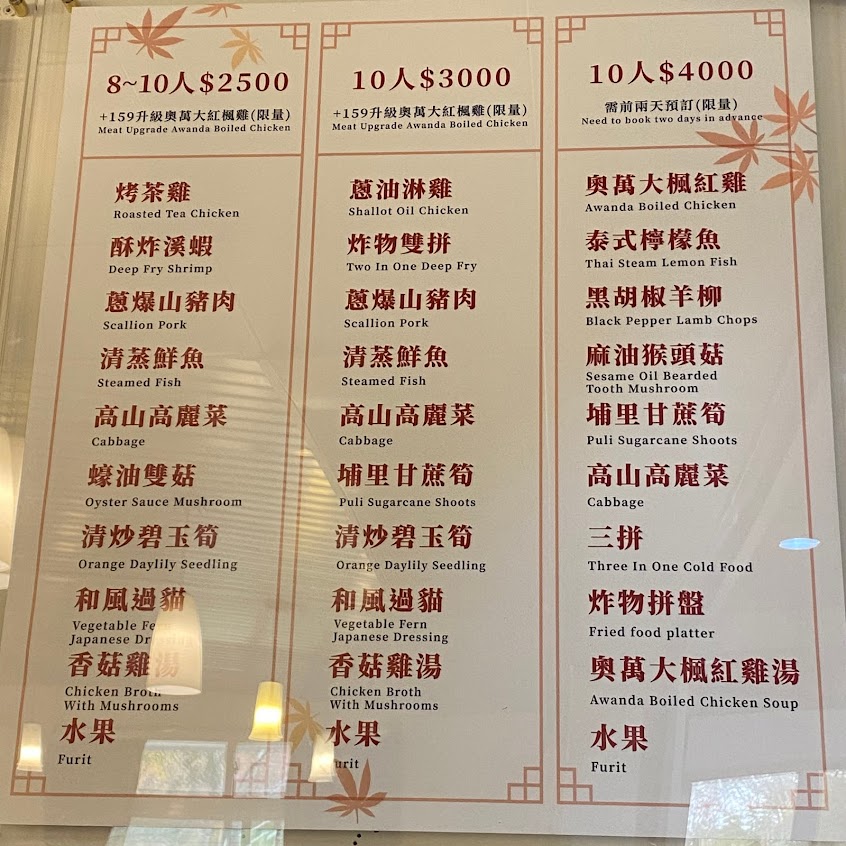 8~10人$2500
+159升級奧萬大紅楓雞(限量)
Meat Upgrade Awanda Boiled Chicken
烤茶雞
Roasted Tea Chicken
酥炸溪蝦
Deep Fry Shrimp
蔥爆山豬肉
Scallion Pork
清蒸鮮魚
Steamed Fish
高山高麗菜
Cabbage
蠔油雙菇
Oyster Sauce Mushroom
清炒碧玉筍
Orange Daylily Seedling
和風過貓
Vegetable Fern
Japanese Dressing
香菇雞湯
Chicken Broth
With Mushrooms
水果
Furit
10人$3000
+159升級奧萬大紅楓雞(限量)
Meat Upgrade Awanda Boiled Chicken
蔥油淋雞
Shallot Oil Chicken
炸物雙拼
Two In One Deep Fry
蔥爆山豬肉
Scallion Pork
清蒸鮮魚
Steamed Fish
高山高麗菜
Cabbage
埔里甘蔗筍
Puli Sugarcane Shoots
清炒碧玉筍
Orange Daylily Seedling
和風過貓
Vegetable Fern
Japanese Dressing
香菇雞湯
Chicken Broth
With Mushrooms
水果
Furit
10人$4000
需前兩天預訂(限量)
Need to book two days in advance
奧萬大楓紅雞
Awanda Boiled Chicken
泰式檸檬魚
Thai Steam Lemon Fish
黑胡椒羊柳
Black Pepper Lamb Chops
麻油猴頭菇
Sesame Oil Bearded
Tooth Mushroom
埔里甘蔗筍
Puli Sugarcane Shoots
高山高麗菜
Cabbage
三拼
Three In One Cold Food
炸物拼盤
Fried food platter
奧萬大楓紅雞湯
Awanda Boiled Chicken Soup
水果
Furit